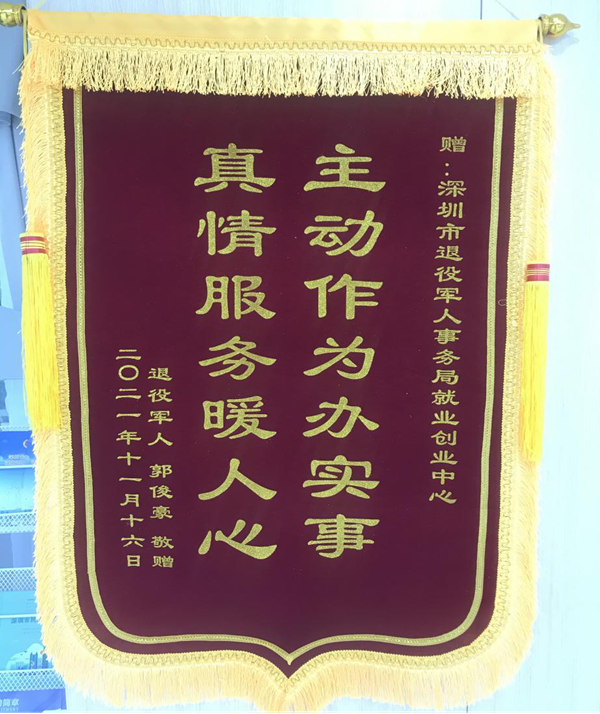 赠:深圳市退役军人事务局就业创业中心
主动作为办实事
真情服务暖人心
退役军人 郭俊豪 敬赠
二〇二一年十一月十六日
简章